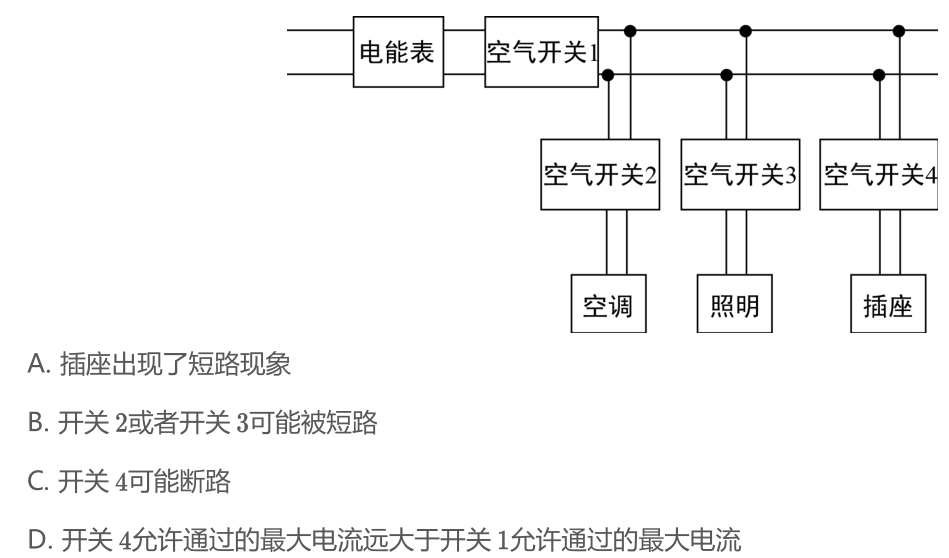 电能表 空气开关1
空气开关2 空气开关3 空气开关4
空调 照明 插座
A. 插座出现了短路现象
B. 开关 2或者开关 3可能被短路
C. 开关 4可能断路
D. 开关 4允许通过的最大电流远大于开关 1允许通过的最大电流